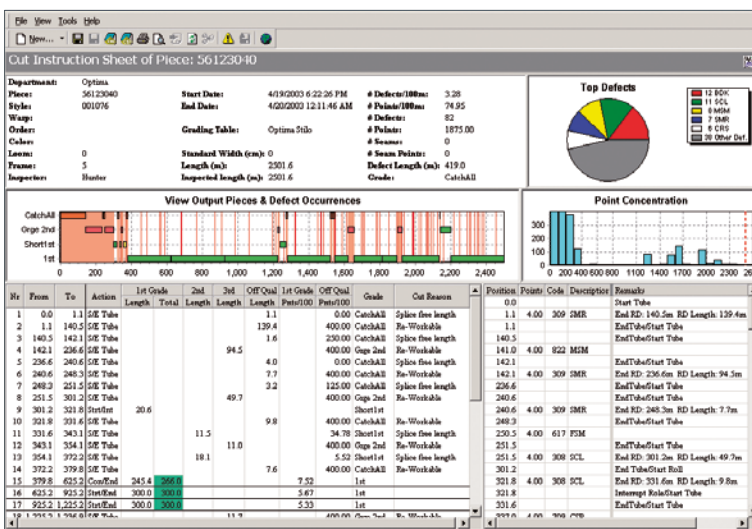 File View Tools Help
New...
Cut Instruction Sheet of Piece: 56123040
Department: Optima
Piece: 56123040 Start Date: 4/19/2003 6:22:26 PM # Defects/100m: 3.28
Style: 001076 End Date: 4/20/2003 12:11:46 AM # Points/100m: 74.95
Warp: # Defects: 82
Order: Grading Table: Optima Stilo # Points: 1875.00
Color: # Seams: 0
Loom: 0 Standard Width (cm): 0 # Seam Points: 0
Frame: 5 Length (m): 2501.6 Defect Length (m): 419.0
Inspector: Hunter Inspected length (m): 2501.6 Grade: CatchAll
Top Defects
12 BDK
11 SCL
8 MSM
7 SMR
6 CRS
38 Other Def.
View Output Pieces & Defect Occurrences
CatchAll
Grge 2nd
Short1st
1st
0 200 400 600 800 1,000 1,200 1,400 1,600 1,800 2,000 2,200 2,400
Point Concentration
300
200
100
0
0 200 400 600 800 1200 1600 2000 2400
Nr From To Action 1st Grade Length Total 2nd Length 3rd Length Off Qual Length 1st Grade Pnts/100 Off Qual Pnts/100 Grade Cut Reason
1 0.0 1.1 S/E Tube 1.1 0.00 CatchAll Splice free length
2 1.1 140.5 S/E Tube 139.4 400.00 CatchAll Re-Workable
3 140.5 142.1 S/E Tube 1.6 250.00 CatchAll Splice free length
4 142.1 236.6 S/E Tube 94.5 400.00 Grge 2nd Re-Workable
5 236.6 240.6 S/E Tube 4.0 0.00 CatchAll Splice free length
6 240.6 248.3 S/E Tube 7.7 400.00 CatchAll Re-Workable
7 248.3 251.5 S/E Tube 3.2 125.00 CatchAll Splice free length
8 251.5 301.2 S/E Tube 49.7 400.00 Grge 2nd Re-Workable
9 301.2 321.8 Strt/Int 20.6 Short1st
10 321.8 331.6 S/E Tube 9.8 400.00 CatchAll Re-Workable
11 331.6 343.1 S/E Tube 11.5 34.78 Short1st Splice free length
12 343.1 354.1 S/E Tube 11.0 400.00 Grge 2nd Re-Workable
13 354.1 372.2 S/E Tube 18.1 5.52 Short1st Splice free length
14 372.2 379.8 S/E Tube 7.6 400.00 CatchAll Re-Workable
15 379.8 625.2 Con/End 245.4 266.0 7.52 1st
16 625.2 925.2 Strt/End 300.0 300.0 5.67 1st
17 925.2 1,225.2 Strt/End 300.0 300.0 5.33 1st
Position Points Code Description Remarks
0.0 Start Tube
1.1 4.00 309 SMR End RD: 140.5m RD Length: 139.4m
1.1 EndTube/Start Tube
140.5 EndTube/Start Tube
141.0 4.00 822 MSM
142.1 EndTube/Start Tube
142.1 4.00 309 SMR End RD: 236.6m RD Length: 94.5m
236.6 EndTube/Start Tube
240.6 EndTube/Start Tube
240.6 4.00 309 SMR End RD: 248.3m RD Length: 7.7m
248.3 EndTube/Start Tube
250.5 4.00 617 FSM
251.5 EndTube/Start Tube
251.5 4.00 308 SCL End RD: 301.2m RD Length: 49.7m
301.2 End Tube/Start Roll
321.8 4.00 308 SCL End RD: 331.6m RD Length: 9.8m
321.8 Interrupt Role/Start Tube
331.6 EndTube/Start Tube